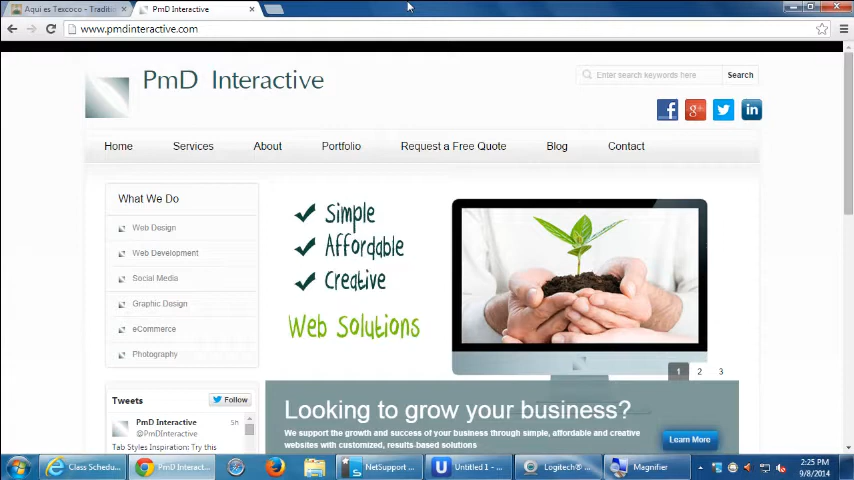 Aqui es Texcoco - Traditio
PmD Interactive
www.pmdinteractive.com
PmD Interactive
Enter search keywords here
Search
Home
Services
About
Portfolio
Request a Free Quote
Blog
Contact
What We Do
Web Design
Web Development
Social Media
Graphic Design
eCommerce
Photography
Simple
Affordable
Creative
Web Solutions
1 2 3
Tweets
Follow
PmD Interactive 5h
@PmDInteractive
Tab Styles Inspiration: Try this
Looking to grow your business?
We support the growth and success of your business through simple, affordable and creative
websites with customized, results-based solutions
Learn More
Class Schedu...
PmD Interact...
NetSupport ...
Untitled 1 - ...
Logitech® ...
Magnifier
2:25 PM
9/8/2014